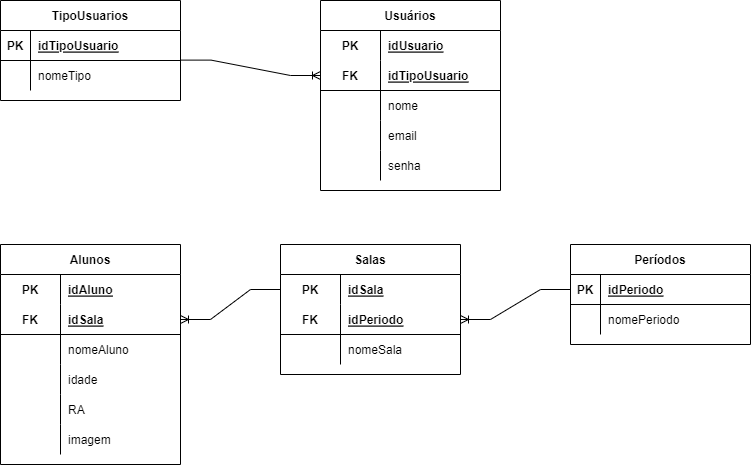 TipoUsuarios
PK idTipoUsuario
nomeTipo
Usuários
PK idUsuario
FK idTipoUsuario
nome
email
senha
Alunos
PK idAluno
FK idSala
nomeAluno
idade
RA
imagem
Salas
PK idSala
FK idPeriodo
nomeSala
Períodos
PK idPeriodo
nomePeriodo